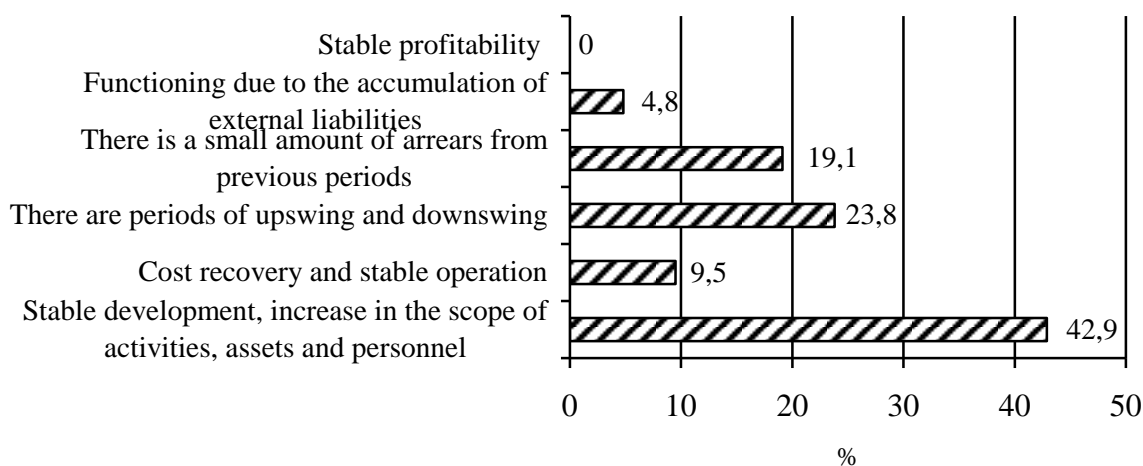 Stable profitability
0
Functioning due to the accumulation of
external liabilities
4,8
There is a small amount of arrears from
previous periods
19,1
There are periods of upswing and downswing
23,8
Cost recovery and stable operation
9,5
Stable development, increase in the scope of
activities, assets and personnel
42,9
0 10 20 30 40 50
%